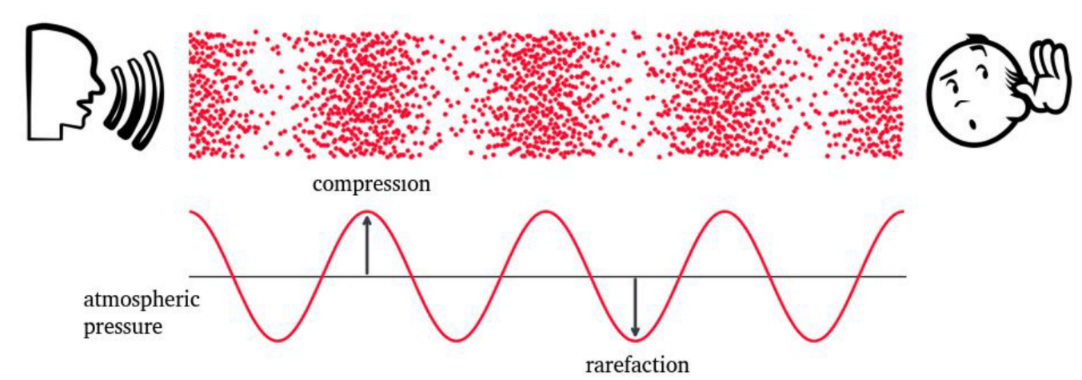 compression
atmospheric
pressure
rarefaction